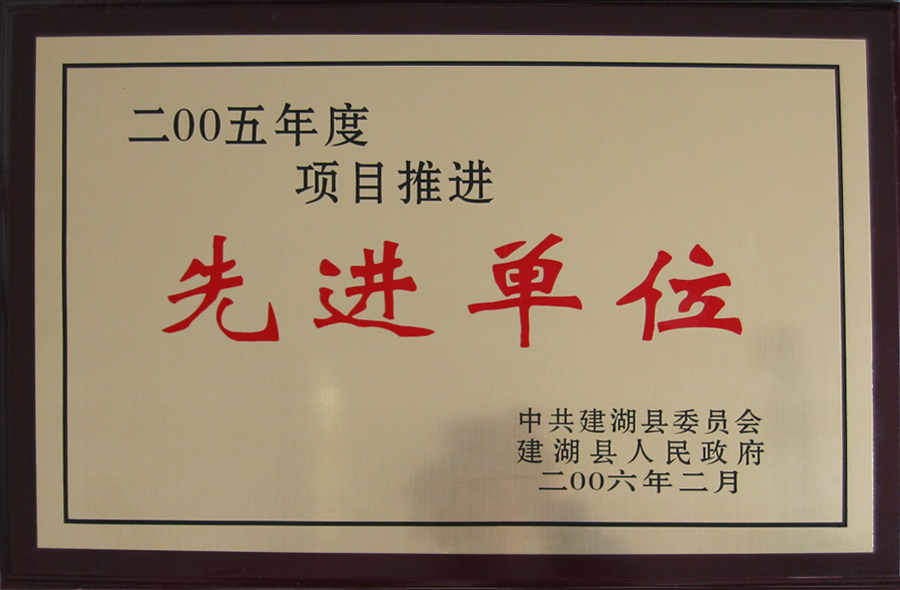 二00五年度
项目推进
先进单位
中共建湖县委员会
建湖县人民政府
二00六年二月